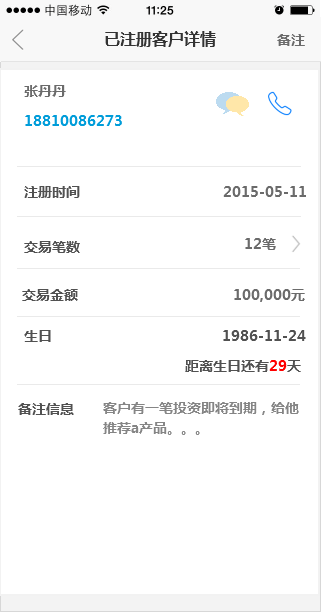 中国移动 11:25
已注册客户详情 备注
张丹丹
18810086273
注册时间 2015-05-11
交易笔数 12笔
交易金额 100,000元
生日 1986-11-24
距离生日还有29天
备注信息 客户有一笔投资即将到期，给他
推荐a产品。。。